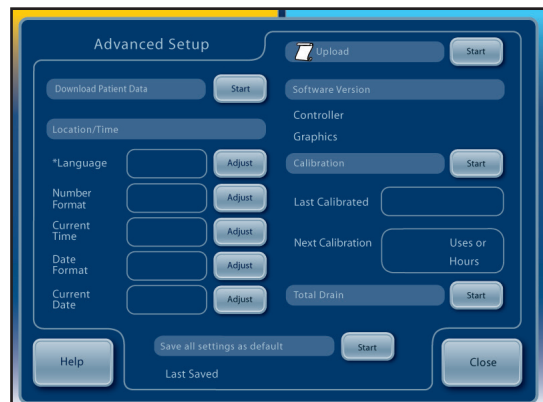 Advanced Setup
Download Patient Data
Start
Location/Time
*Language
Adjust
Number
Format
Adjust
Current
Time
Adjust
Date
Format
Adjust
Current
Date
Adjust
Upload
Start
Software Version
Controller
Graphics
Calibration
Start
Last Calibrated
Next Calibration
Uses or
Hours
Total Drain
Start
Help
Save all settings as default
Start
Last Saved
Close